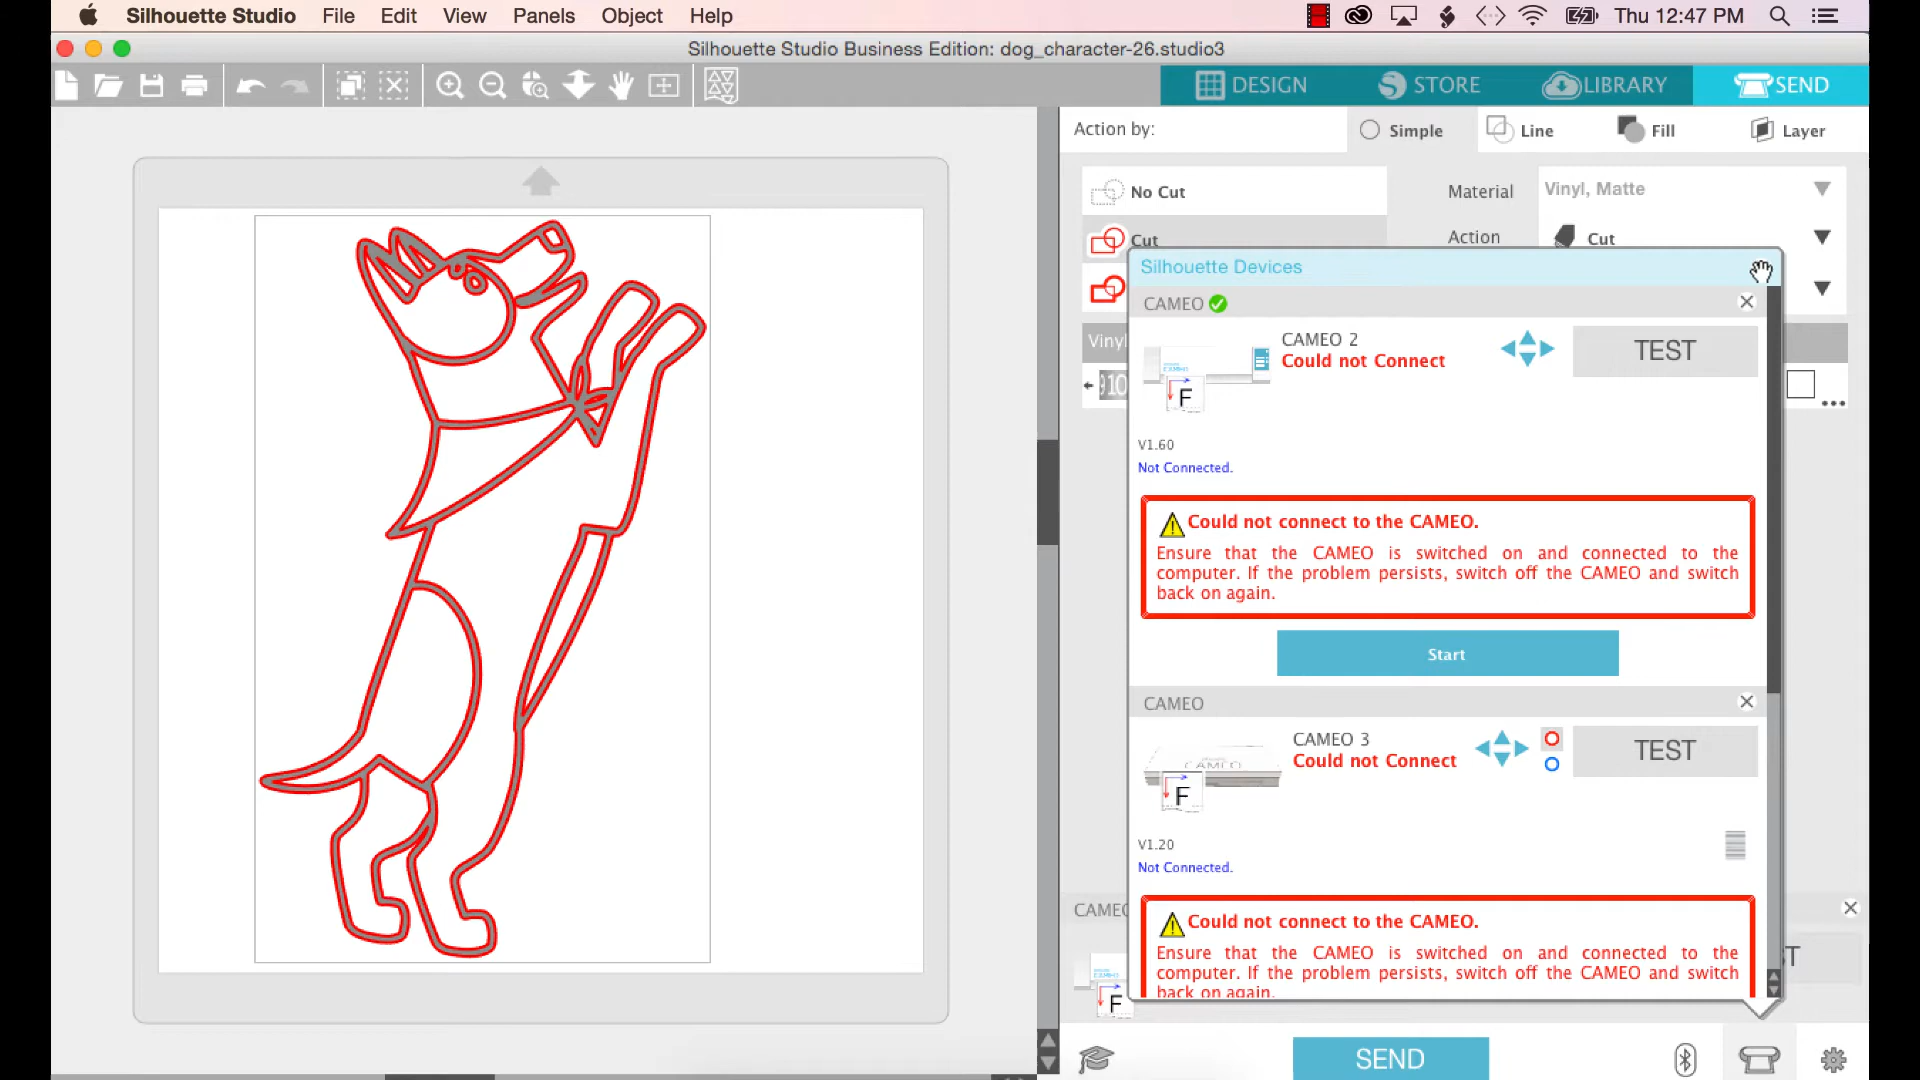 Silhouette Studio File Edit View Panels Object Help Thu 12:47 PM
Silhouette Studio Business Edition: dog_character-26.studio3
DESIGN STORE LIBRARY SEND
Action by: Simple Line Fill Layer
No Cut Material Vinyl, Matte
Cut Action Cut
Silhouette Devices
CAMEO
Vinyl
CAMEO 2
Could not Connect
TEST
F
V1.60
Not Connected.
Could not connect to the CAMEO.
Ensure that the CAMEO is switched on and connected to the
computer. If the problem persists, switch off the CAMEO and switch
back on again.
Start
CAMEO
CAMEO 3
Could not Connect
TEST
CAMEO
F
V1.20
Not Connected.
CAMEO
Could not connect to the CAMEO.
Ensure that the CAMEO is switched on and connected to the
computer. If the problem persists, switch off the CAMEO and switch
back on again.
F
SEND